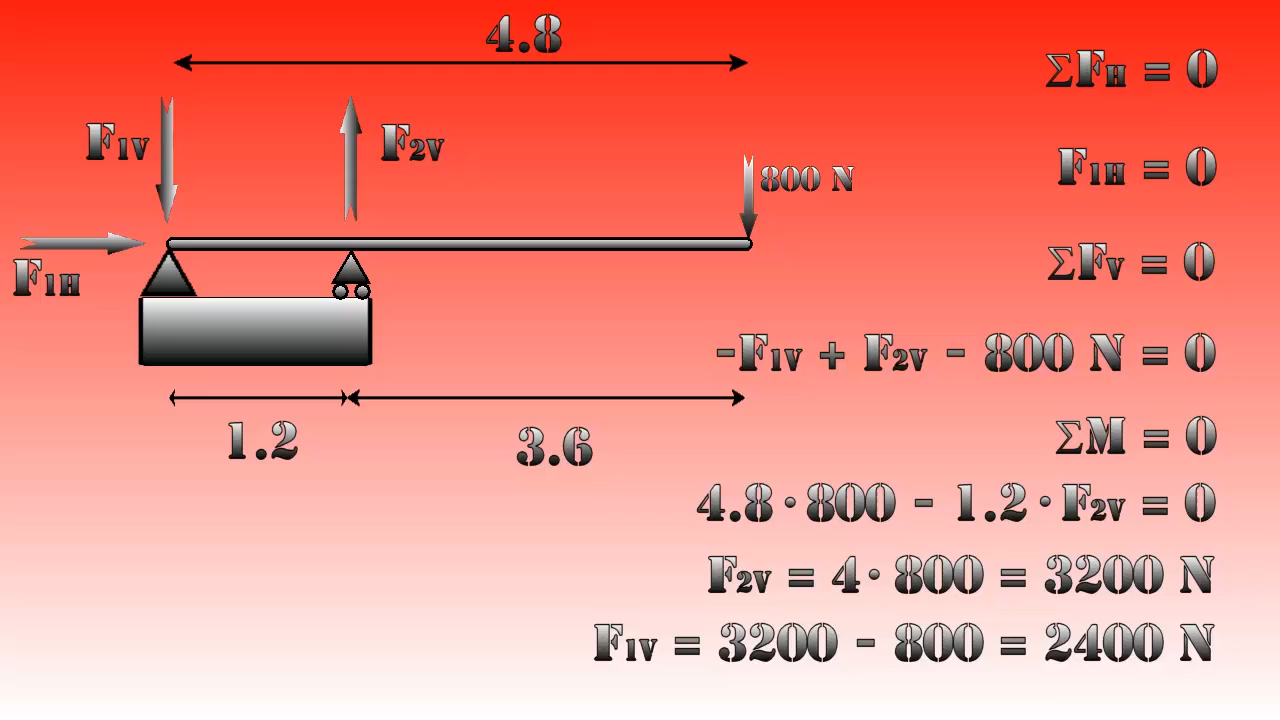 4.8
F1V
F2V
800 N
F1H
1.2
3.6
ΣFH = 0
F1H = 0
ΣFV = 0
-F1V + F2V - 800 N = 0
ΣM = 0
4.8·800 - 1.2·F2V = 0
F2V = 4·800 = 3200 N
F1V = 3200 - 800 = 2400 N